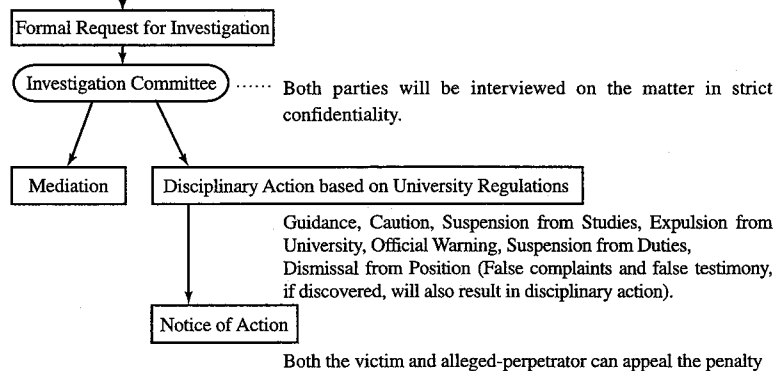 Formal Request for Investigation
Investigation Committee ······ Both parties will be interviewed on the matter in strict
confidentiality.
Mediation
Disciplinary Action based on University Regulations
Guidance, Caution, Suspension from Studies, Expulsion from
University, Official Warning, Suspension from Duties,
Dismissal from Position (False complaints and false testimony,
if discovered, will also result in disciplinary action).
Notice of Action
Both the victim and alleged-perpetrator can appeal the penalty